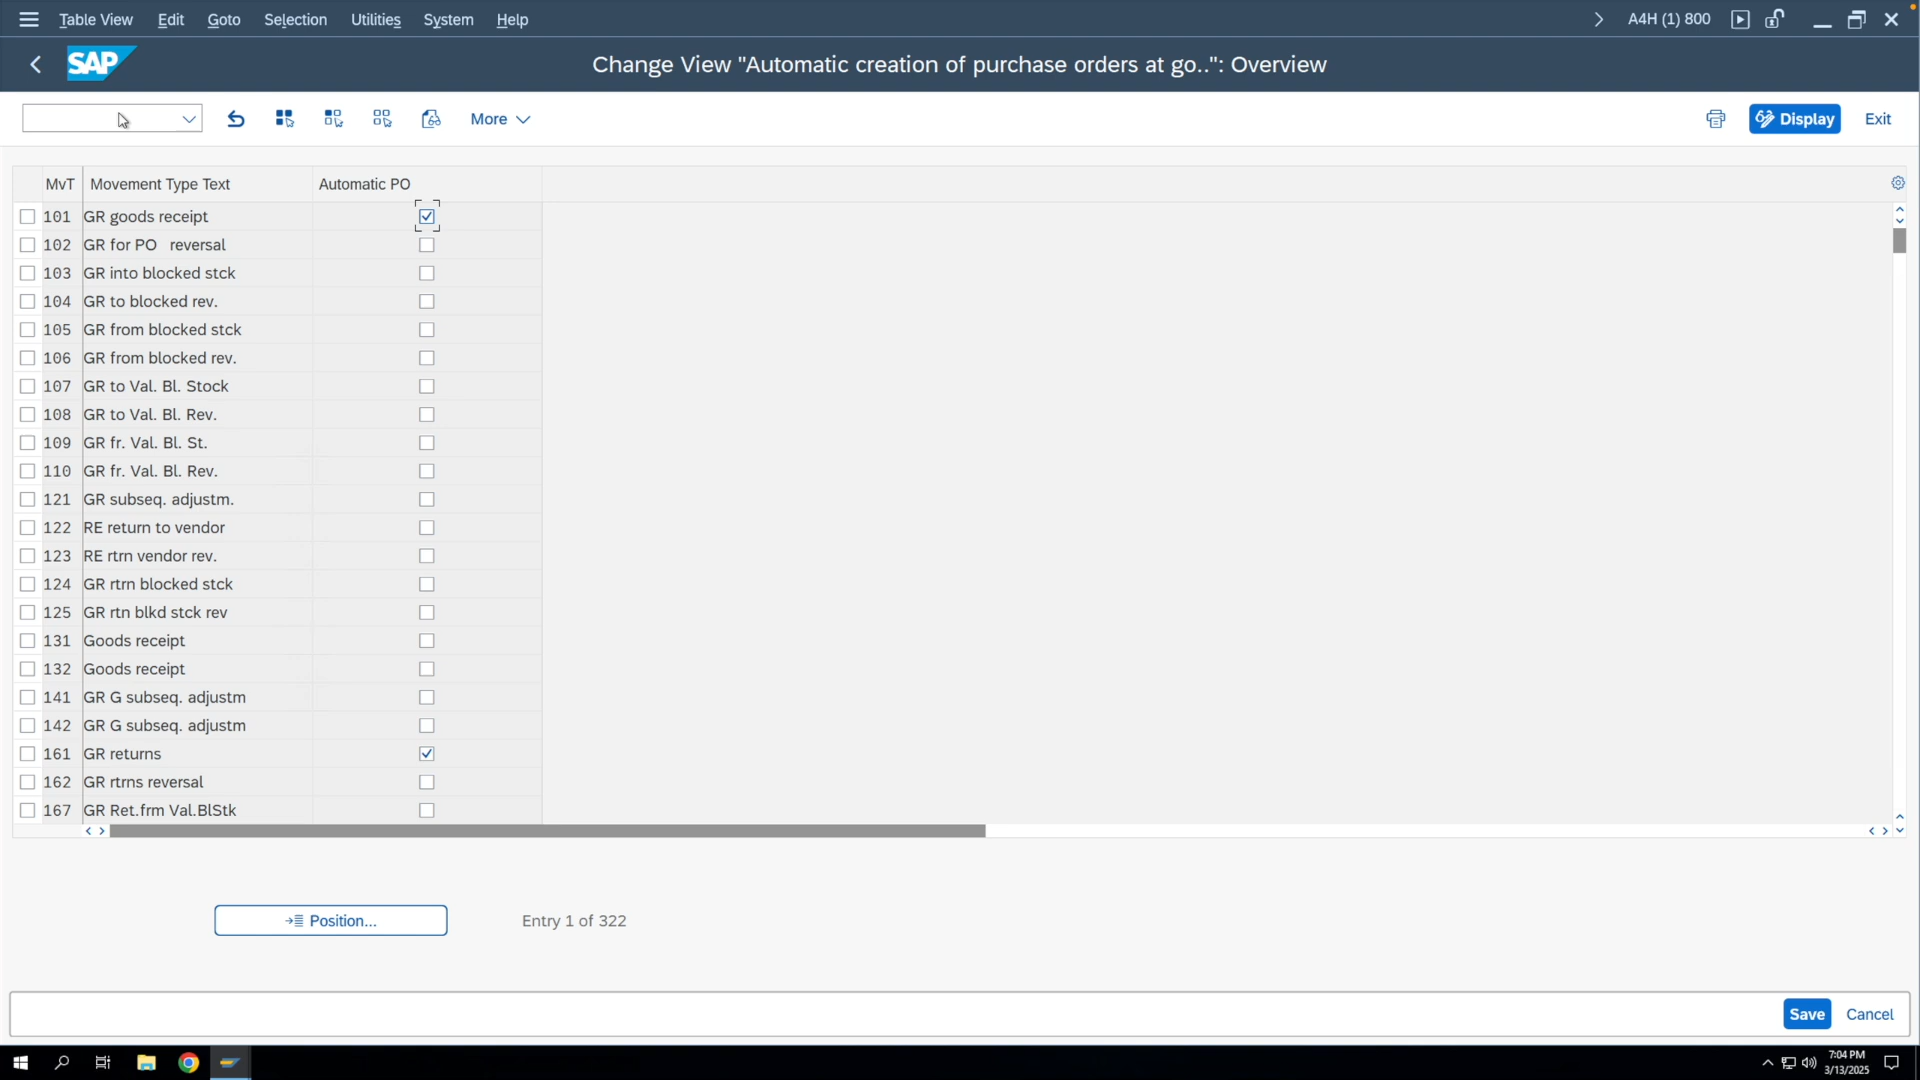 Table View Edit Goto Selection Utilities System Help A4H (1) 800
SAP Change View "Automatic creation of purchase orders at go..": Overview
More Display Exit
MvT Movement Type Text Automatic PO
101 GR goods receipt
102 GR for PO reversal
103 GR into blocked stck
104 GR to blocked rev.
105 GR from blocked stck
106 GR from blocked rev.
107 GR to Val. Bl. Stock
108 GR to Val. Bl. Rev.
109 GR fr. Val. Bl. St.
110 GR fr. Val. Bl. Rev.
121 GR subseq. adjustm.
122 RE return to vendor
123 RE rtrn vendor rev.
124 GR rtrn blocked stck
125 GR rtn blkd stck rev
131 Goods receipt
132 Goods receipt
141 GR G subseq. adjustm
142 GR G subseq. adjustm
161 GR returns
162 GR rtrns reversal
167 GR Ret.frm Val.BlStk
Position... Entry 1 of 322
Save Cancel
7:04 PM
3/13/2025